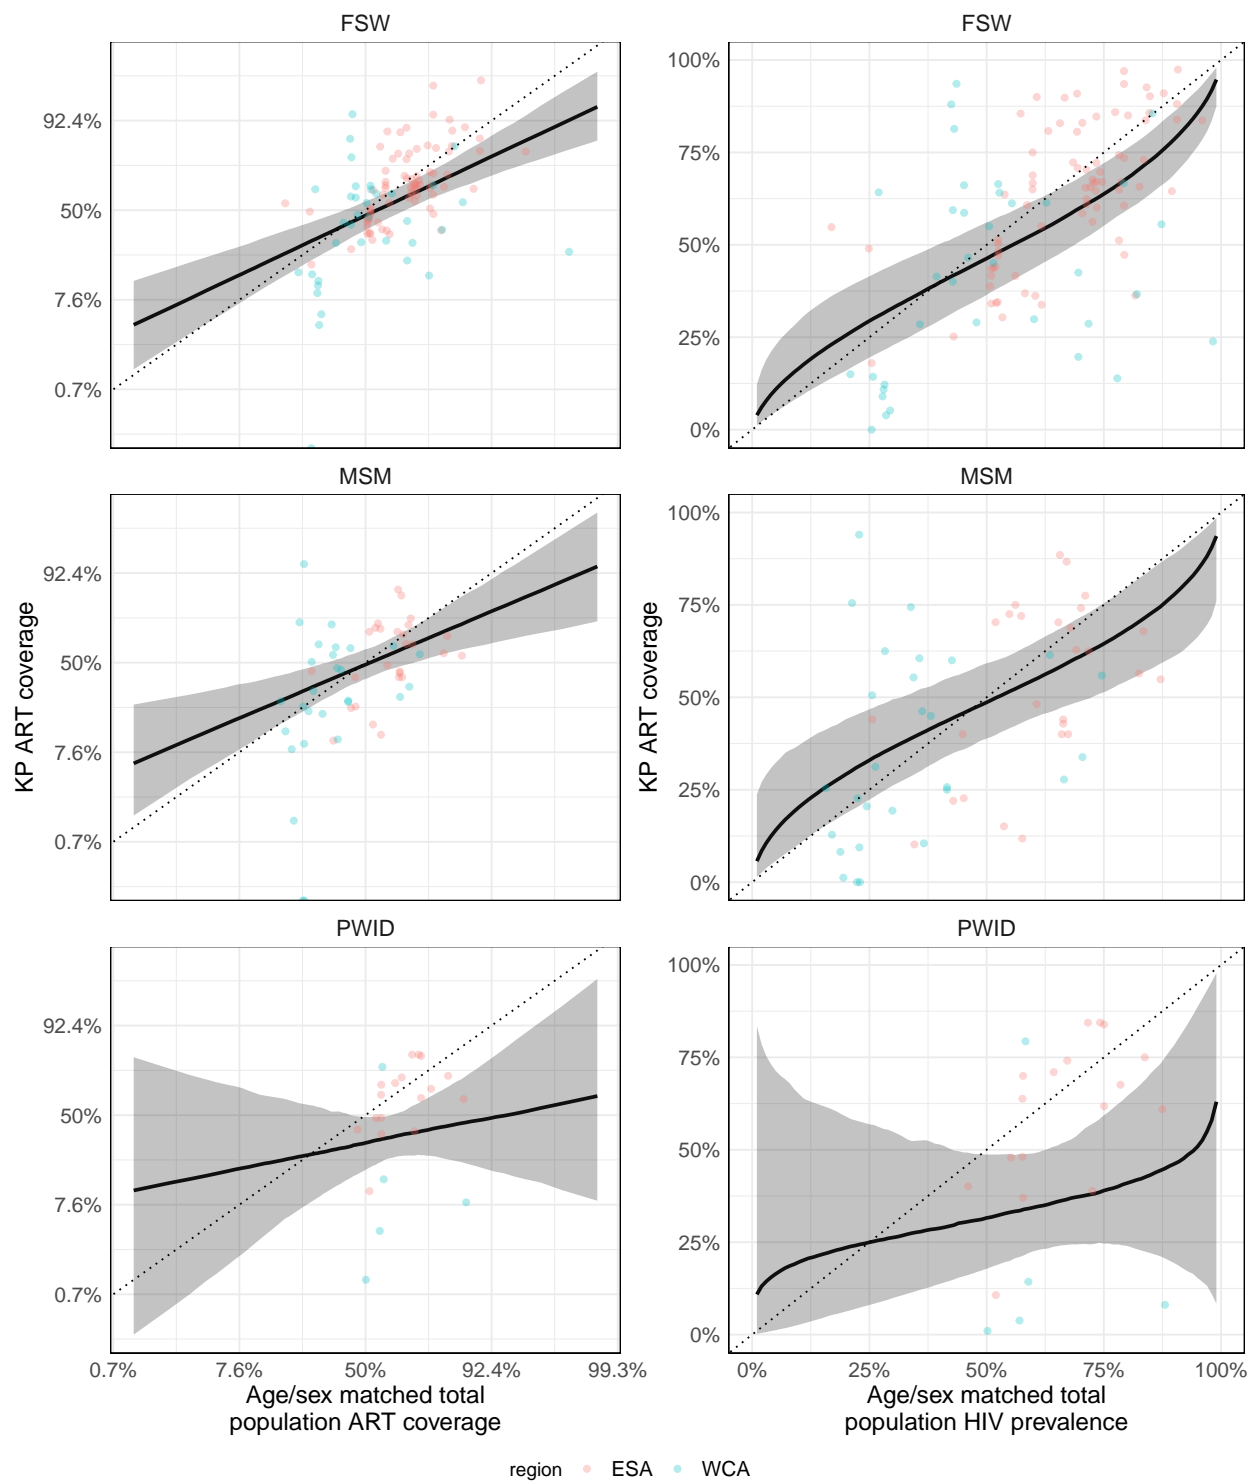 FSW
FSW
92.4%
50%
7.6%
0.7%
100%
75%
50%
25%
0%
MSM
MSM
KP ART coverage
92.4%
50%
7.6%
0.7%
KP ART coverage
100%
75%
50%
25%
0%
PWID
PWID
92.4%
50%
7.6%
0.7%
100%
75%
50%
25%
0%
0.7% 7.6% 50% 92.4% 99.3%
0% 25% 50% 75% 100%
Age/sex matched total
population ART coverage
Age/sex matched total
population HIV prevalence
region ESA WCA